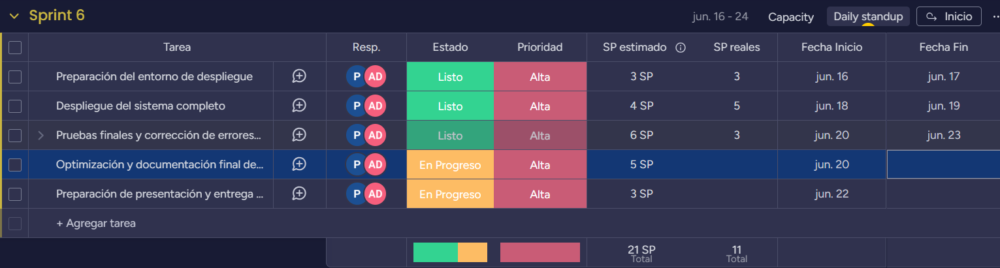 Sprint 6
jun. 16 - 24 Capacity Daily standup Inicio
Tarea Resp. Estado Prioridad SP estimado SP reales Fecha Inicio Fecha Fin
Preparación del entorno de despliegue P AD Listo Alta 3 SP 3 jun. 16 jun. 17
Despliegue del sistema completo P AD Listo Alta 4 SP 5 jun. 18 jun. 19
Pruebas finales y corrección de errores... P AD Listo Alta 6 SP 3 jun. 20 jun. 23
Optimización y documentación final de... P AD En Progreso Alta 5 SP jun. 20
Preparación de presentación y entrega ... P AD En Progreso Alta 3 SP jun. 22
+ Agregar tarea
21 SP 11
Total Total